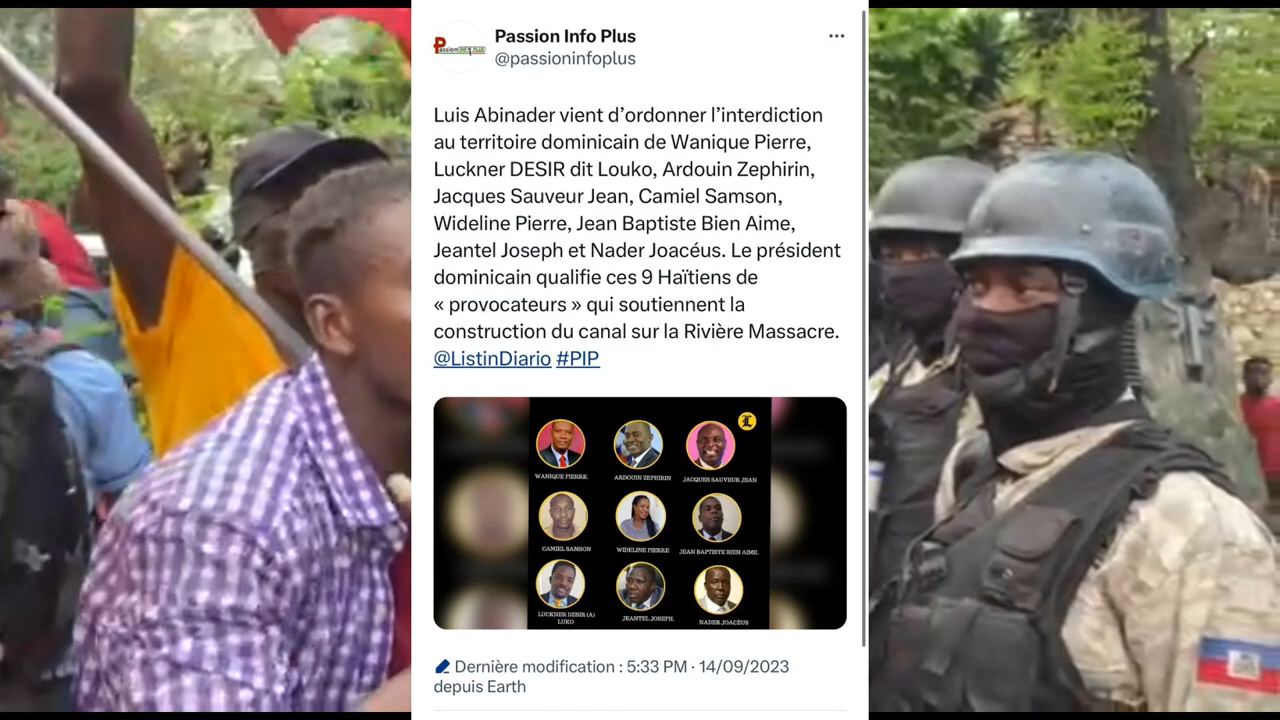 Passion Info Plus
@passioninfoplus
Luis Abinader vient d’ordonner l’interdiction
au territoire dominicain de Wanique Pierre,
Luckner DESIR dit Louko, Ardouin Zephirin,
Jacques Sauveur Jean, Camiel Samson,
Wideline Pierre, Jean Baptiste Bien Aime,
Jeantel Joseph et Nader Joacéus. Le président
dominicain qualifie ces 9 Haïtiens de
« provocateurs » qui soutiennent la
construction du canal sur la Rivière Massacre.
@ListinDiario #PIP
L
WANIQUE PIERRE.
ARDOUIN ZEPHIRIN
JACQUES SAUVEUR JEAN
CAMIEL SAMSON
WIDELINE PIERRE
JEAN BAPTISTE BIEN AIME.
LUCKNER DESIR (A)
LUKO
JEANTEL JOSEPH.
NADER JOACÉUS
Dernière modification : 5:33 PM · 14/09/2023
depuis Earth